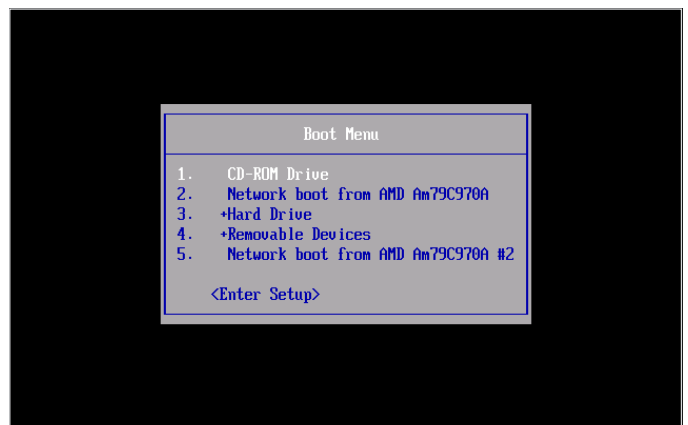 Boot Menu
1. CD-ROM Drive
2. Network boot from AMD Am79C970A
3. +Hard Drive
4. +Removable Devices
5. Network boot from AMD Am79C970A #2
<Enter Setup>